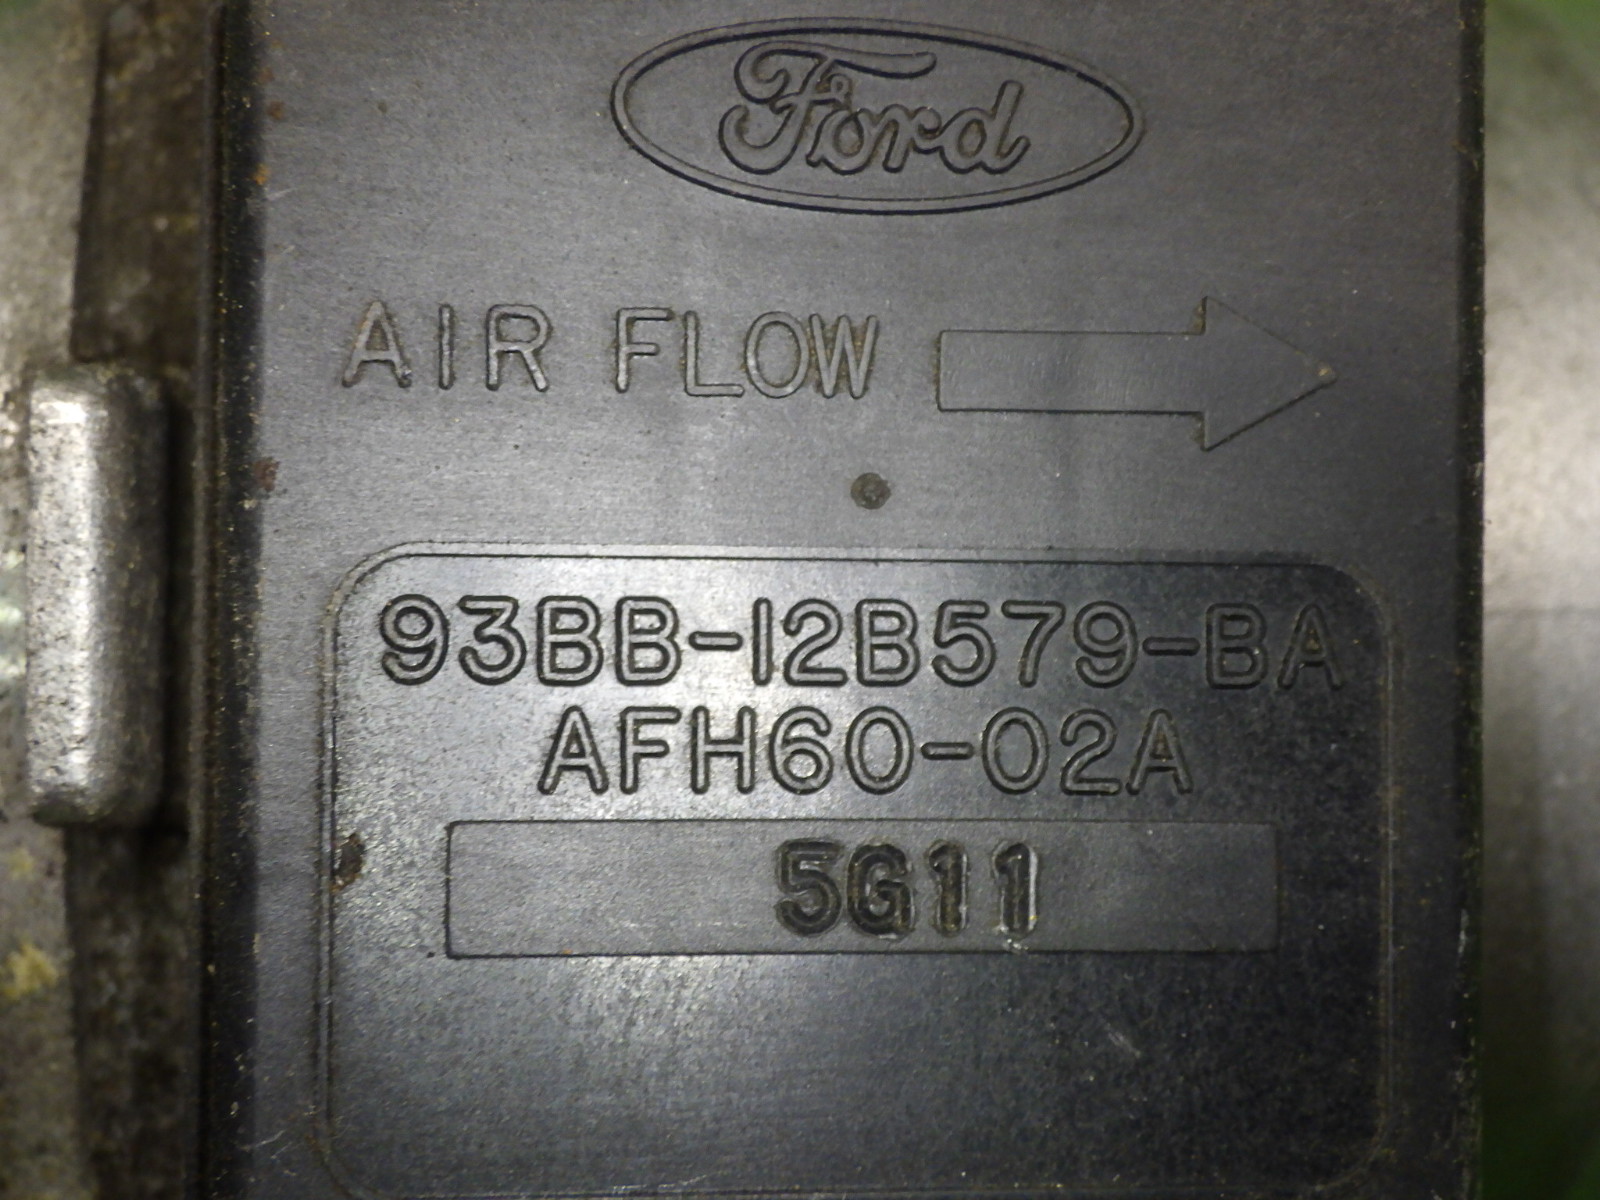 Ford
AIR FLOW
93BB-12B579-BA
AFH60-02A
5G11